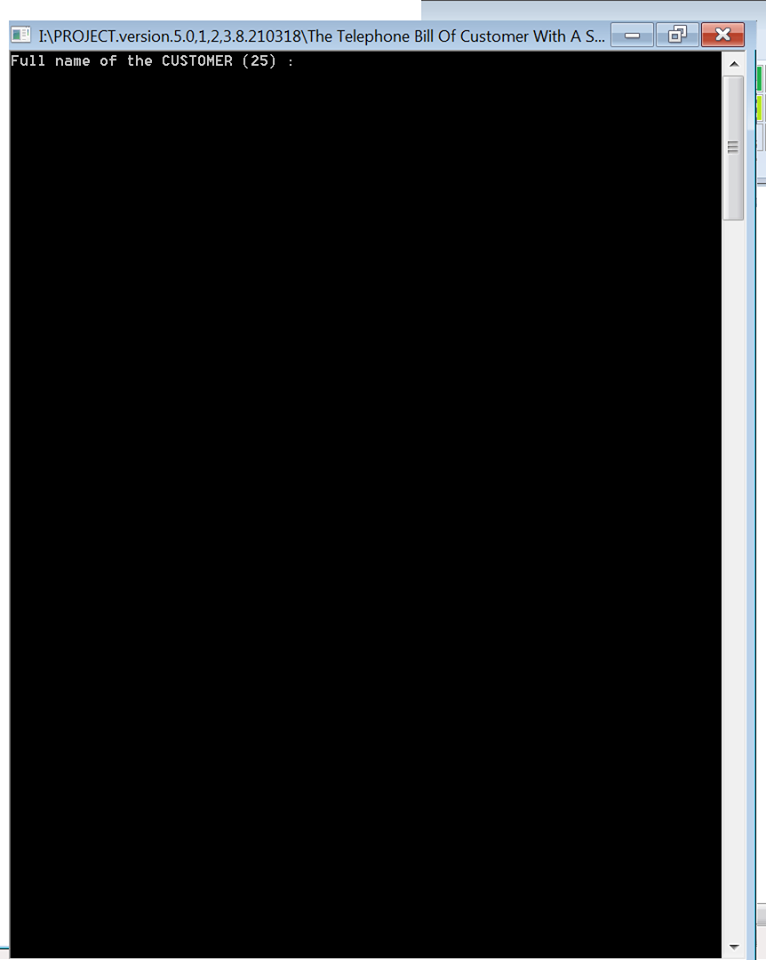 I:\PROJECT.version.5.0,1,2,3.8.210318\The Telephone Bill Of Customer With A S...
Full name of the CUSTOMER (25) :